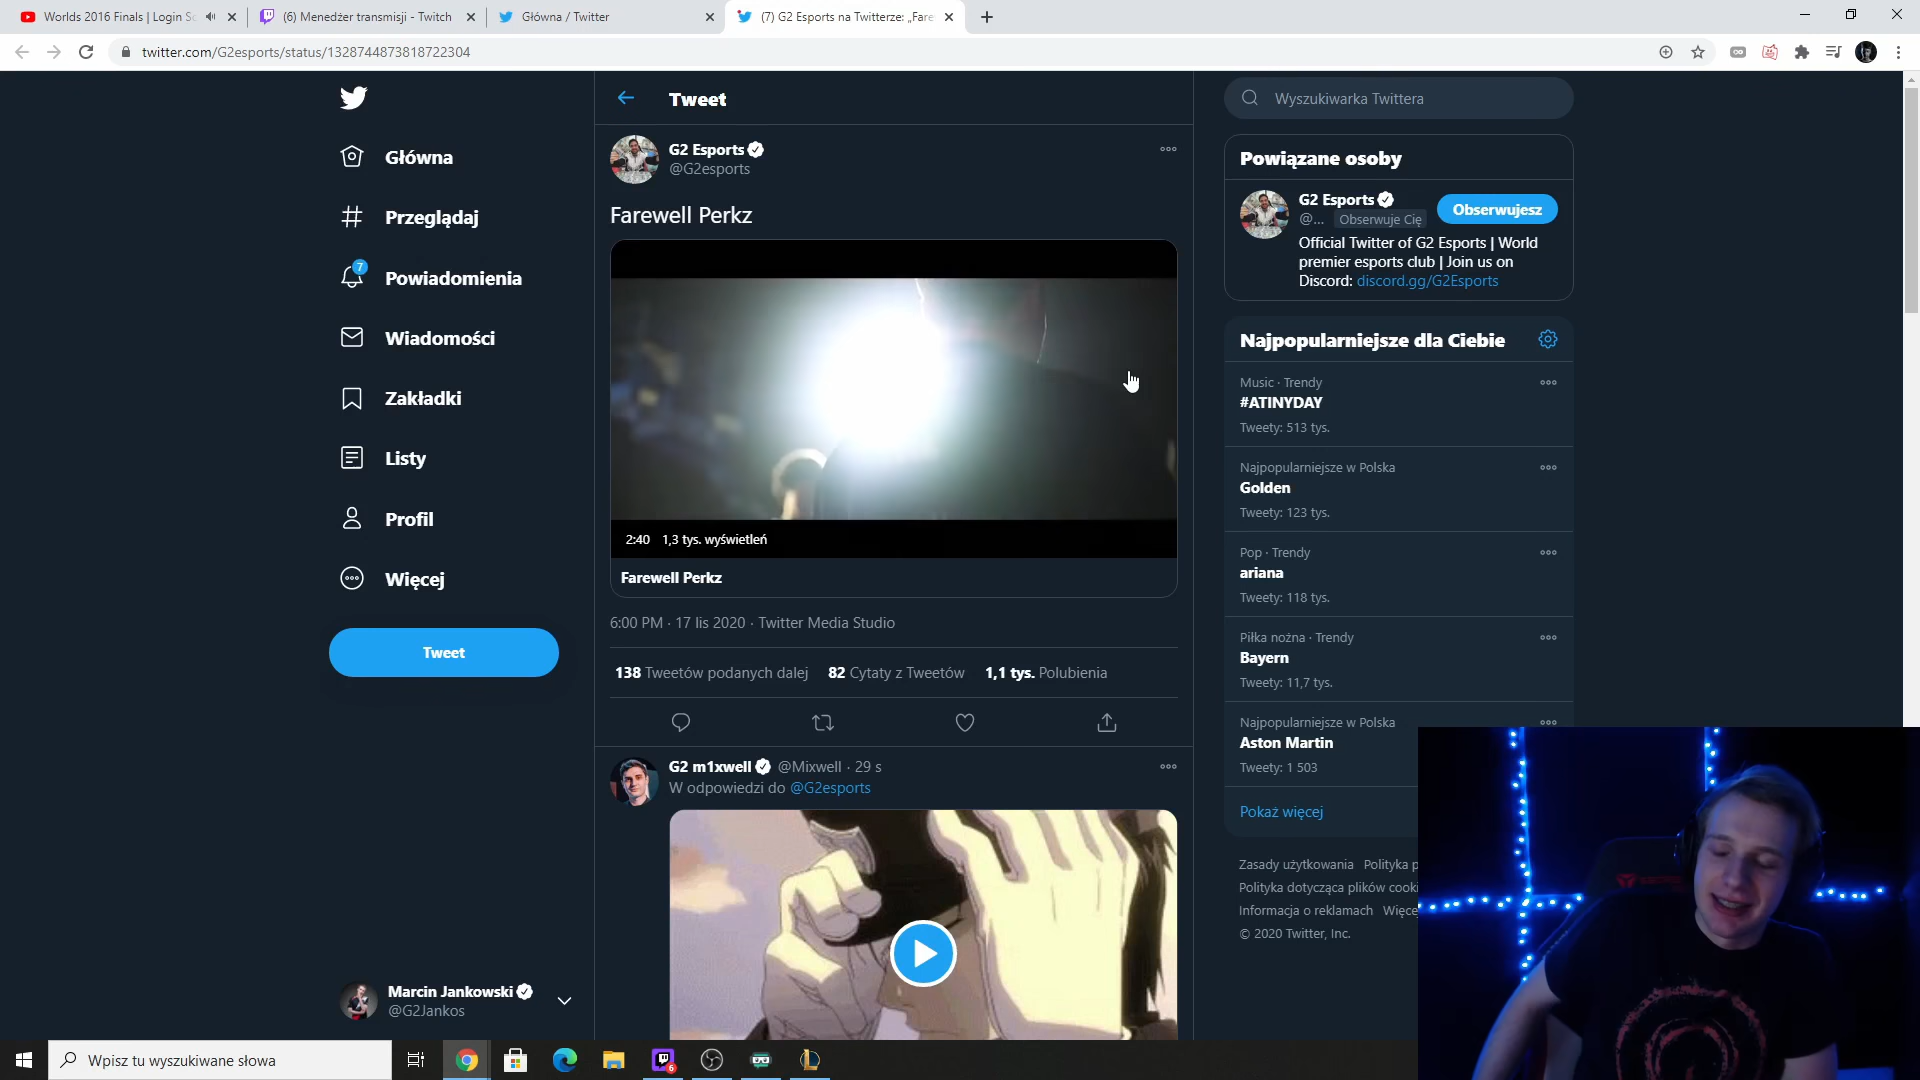 Worlds 2016 Finals | Login Sc
(6) Menedżer transmisji - Twitch
Główna / Twitter
(7) G2 Esports na Twitterze: „Fare
twitter.com/G2esports/status/1328744873818722304
Główna
Przeglądaj
7
Powiadomienia
Wiadomości
Zakładki
Listy
Profil
Więcej
Tweet
Marcin Jankowski
@G2Jankos
Tweet
G2 Esports
@G2esports
Farewell Perkz
2:40 1,3 tys. wyświetleń
Farewell Perkz
6:00 PM · 17 lis 2020 · Twitter Media Studio
138 Tweetów podanych dalej 82 Cytaty z Tweetów 1,1 tys. Polubienia
G2 m1xwell @Mixwell · 29 s
W odpowiedzi do @G2esports
Wyszukiwarka Twittera
Powiązane osoby
G2 Esports
@... Obserwuje Cię
Obserwujesz
Official Twitter of G2 Esports | World
premier esports club | Join us on
Discord: discord.gg/G2Esports
Najpopularniejsze dla Ciebie
Music · Trendy
#ATINYDAY
Tweety: 513 tys.
Najpopularniejsze w Polska
Golden
Tweety: 123 tys.
Pop · Trendy
ariana
Tweety: 118 tys.
Piłka nożna · Trendy
Bayern
Tweety: 11,7 tys.
Najpopularniejsze w Polska
Aston Martin
Tweety: 1 503
Pokaż więcej
Zasady użytkowania Polityka p
Polityka dotycząca plików cooki
Informacja o reklamach Więce
© 2020 Twitter, Inc.
Wpisz tu wyszukiwane słowa
6